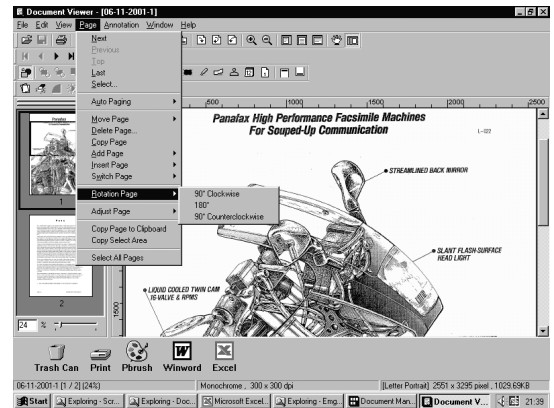 Document Viewer - [06-11-2001-1]
File Edit View Page Annotation Window Help
Next
Previous
Top
Last
Select...
Auto Paging
Move Page
Delete Page...
Copy Page
Add Page
Insert Page
Switch Page
Rotation Page
90° Clockwise
180°
90° Counterclockwise
Adjust Page
Copy Page to Clipboard
Copy Select Area
Select All Pages
500 1000 1500 2000 2500
Panafax High Performance Facsimile Machines
For Souped-Up Communication
STREAMLINED BACK MIRROR
SLANT FLASH-SURFACE
HEAD LIGHT
LIQUID COOLED TWIN CAM
16-VALVE & RPMS
1
2
1500
24 %
Trash Can Print Pbrush Winword Excel
06-11-2001-1 [1 / 2] (24%) Monochrome , 300 x 300 dpi [Letter Portrait] 2551 x 3295 pixel , 1029.69KB
Start Exploring - Scr... Exploring - Doc... Microsoft Excel... Exploring - Emg... Document Man... Document V... 21:39